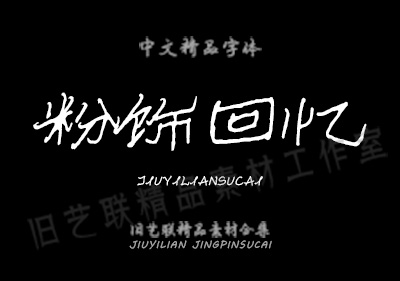 中文精品字体
粉饰回忆
JIUYILIANSUCAI
旧艺联精品素材工作室
旧艺联精品素材合集
JIUYILIAN JINGPINSUCAI